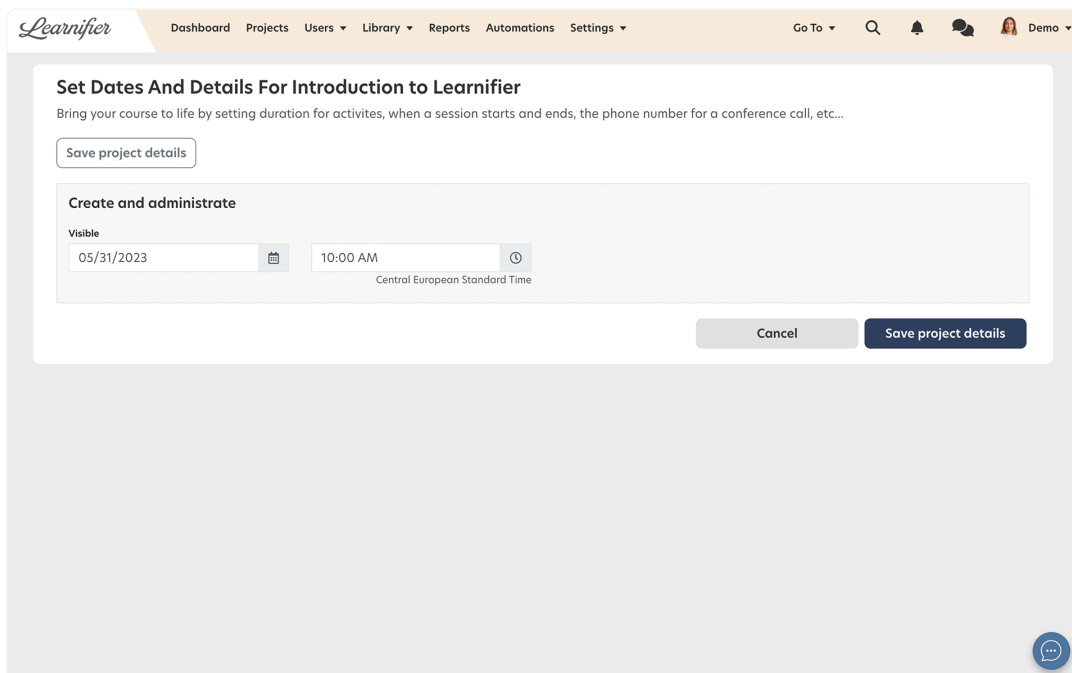 Learnifier
Dashboard Projects Users Library Reports Automations Settings Go To Demo
Set Dates And Details For Introduction to Learnifier
Bring your course to life by setting duration for activites, when a session starts and ends, the phone number for a conference call, etc...
Save project details
Create and administrate
Visible
05/31/2023 10:00 AM
Central European Standard Time
Cancel Save project details